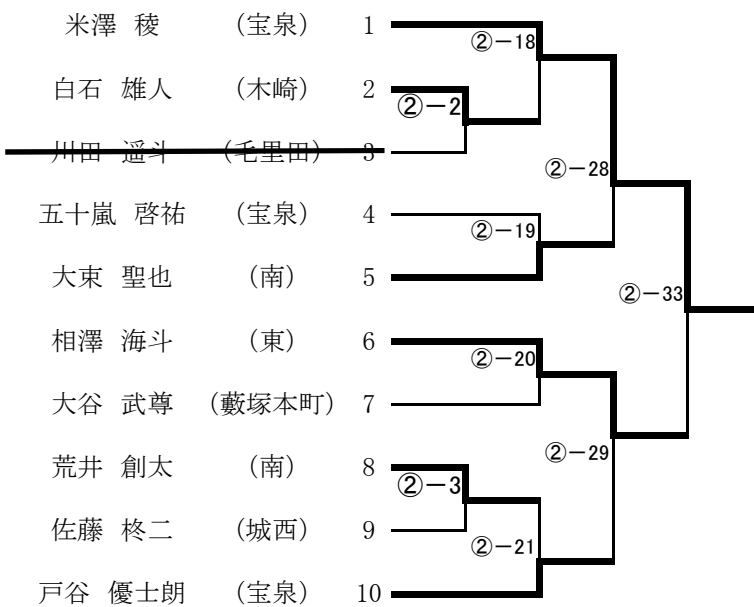 米澤 稜 (宝泉) 1
②－18
白石 雄人 (木崎) 2
②－2
川田 遥斗 (毛里田) 3
②－28
五十嵐 啓祐 (宝泉) 4
②－19
大束 聖也 (南) 5
②－33
相澤 海斗 (東) 6
②－20
大谷 武尊 (藪塚本町) 7
②－29
荒井 創太 (南) 8
②－3
佐藤 柊二 (城西) 9
②－21
戸谷 優士朗 (宝泉) 10